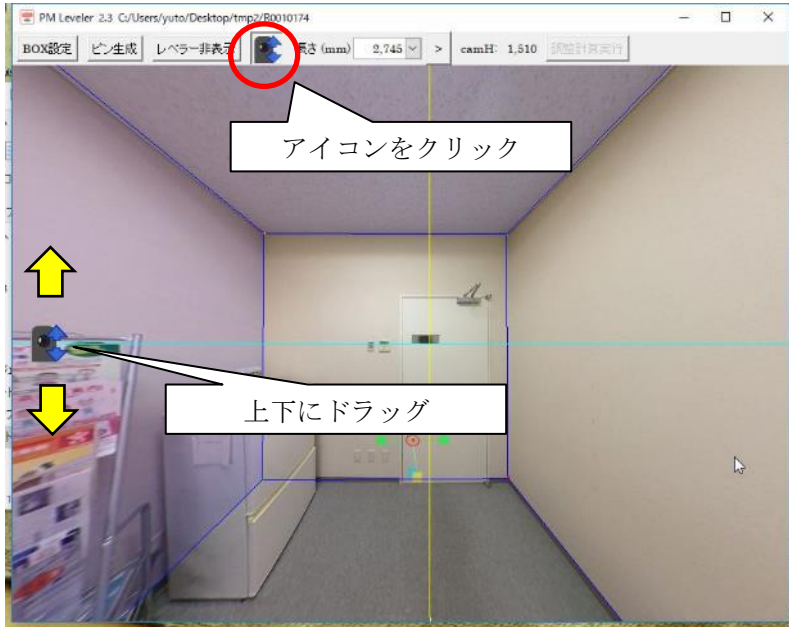 PM Leveler 2.3 C:/Users/yuto/Desktop/tmp2/R0010174
BOX設定 ピン生成 レベラー非表示 長さ (mm) 2,745 > camH: 1,510 調整計算実行
アイコンをクリック
上下にドラッグ